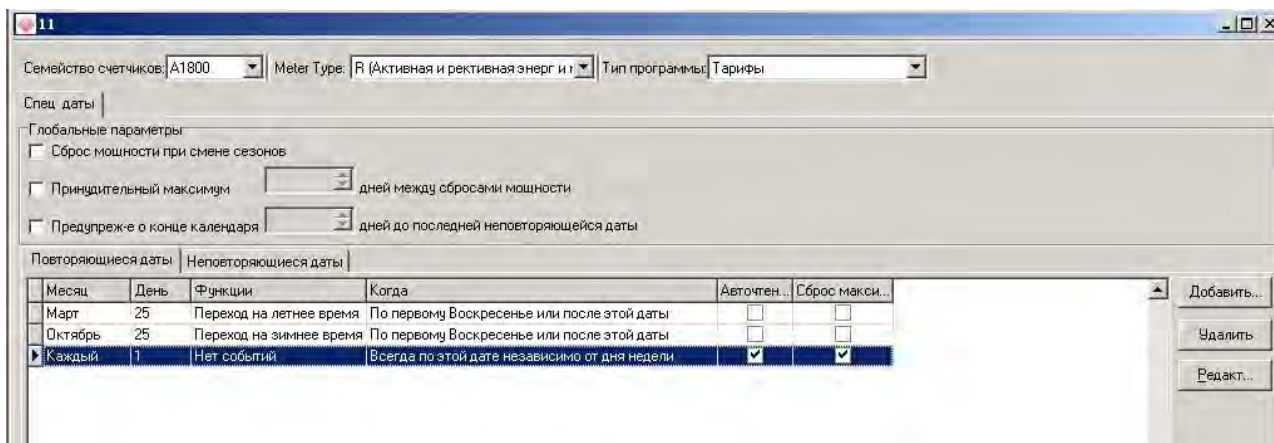 11
Семейство счетчиков: A1800 Meter Type: R (Активная и рективная энерг и г Тип программы: Тарифы
Спец даты
Глобальные параметры
Сброс мощности при смене сезонов
Принудительный максимум дней между сбросами мощности
Предупреж-е о конце календаря дней до последней неповторяющейся даты
Повторяющиеся даты Неповторяющиеся даты
Месяц День Функции Когда Авточтен... Сброс макси... Добавить...
Март 25 Переход на летнее время По первому Воскресенье или после этой даты
Октябрь 25 Переход на зимнее время По первому Воскресенье или после этой даты Удалить
Каждый 1 Нет событий Всегда по этой дате независимо от дня недели
Редакт...